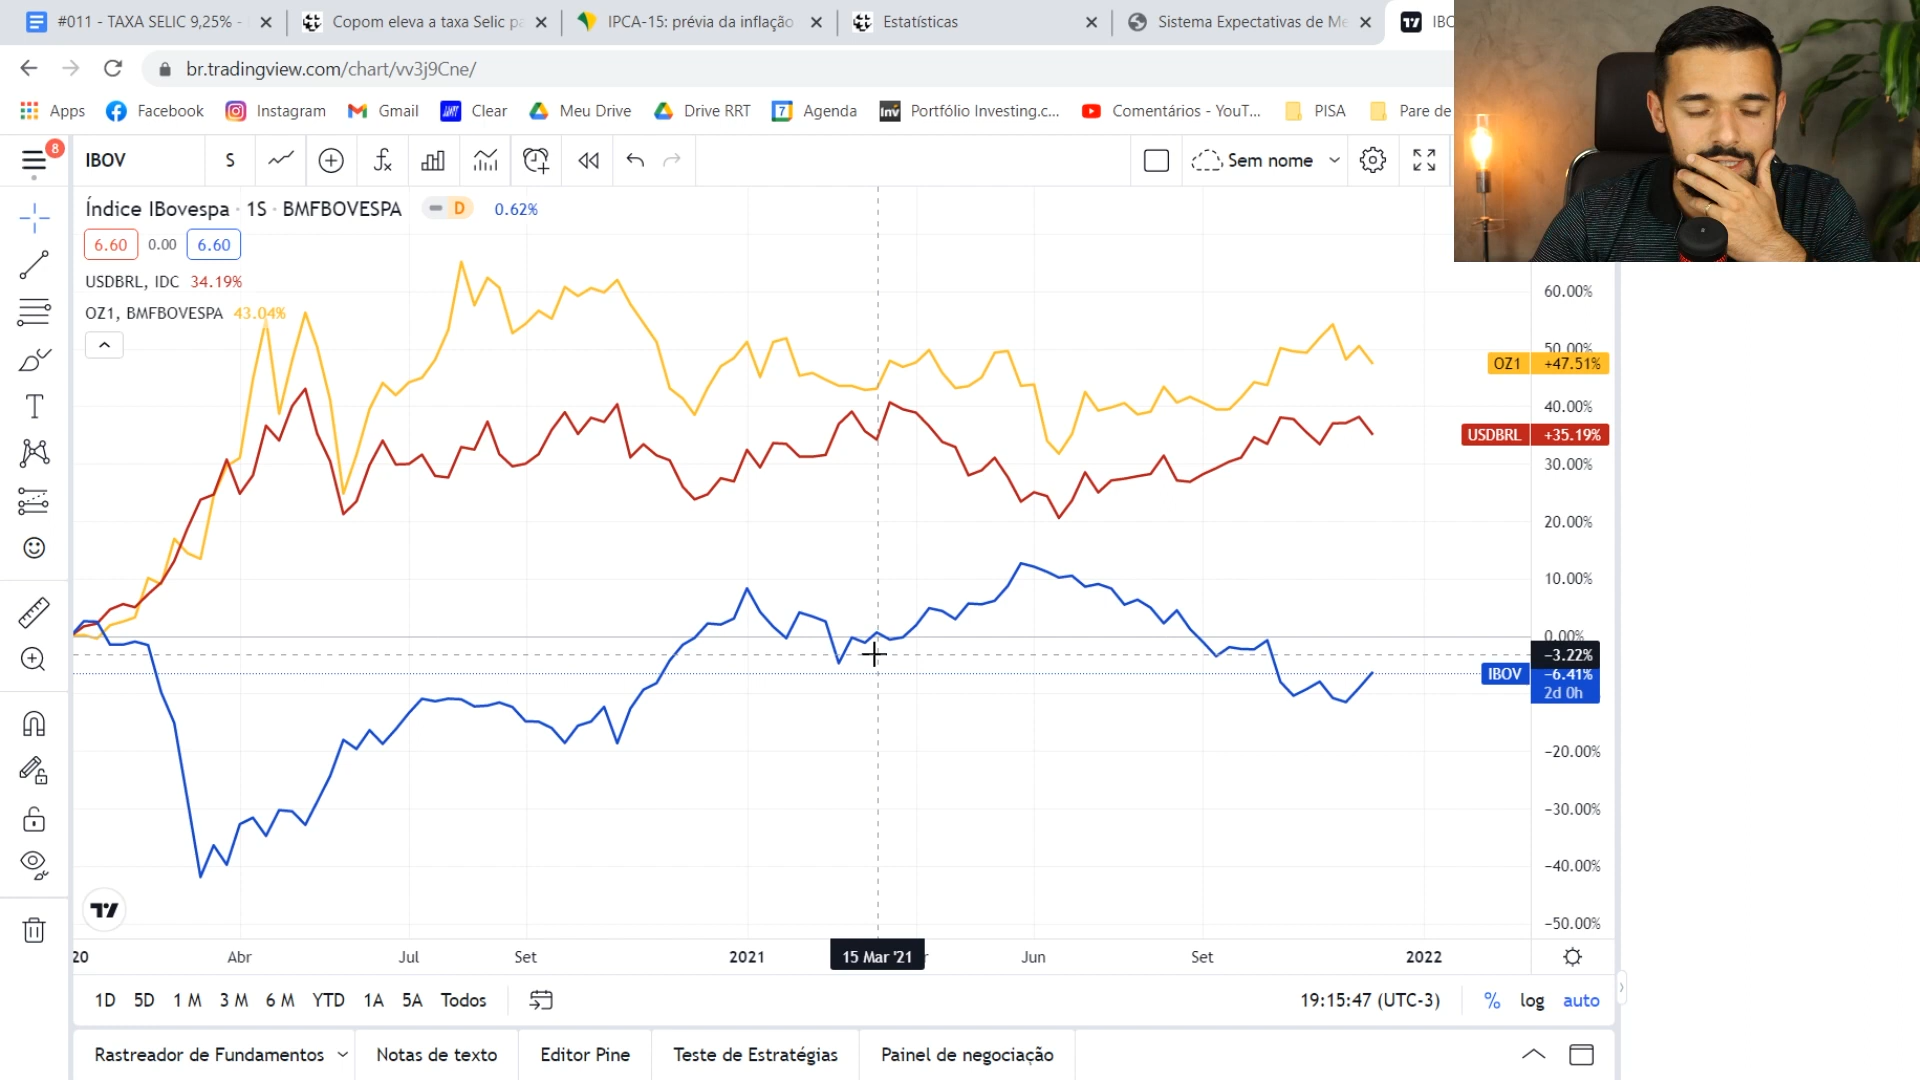 #011 - TAXA SELIC 9,25% -
Copom eleva a taxa Selic pa
IPCA-15: prévia da inflação
Estatísticas
Sistema Expectativas de Me
IBO
br.tradingview.com/chart/vv3j9Cne/
Apps
Facebook
Instagram
Gmail
Clear
Meu Drive
Drive RRT
7 Agenda
Inv Portfólio Investing.c...
Comentários - YouT...
PISA
Pare de
8
IBOV
S
Sem nome
Índice IBovespa · 1S · BMFBOVESPA
D
0.62%
6.60 0.00 6.60
USDBRL, IDC 34.19%
OZ1, BMFBOVESPA 43.04%
60.00%
50.00%
OZ1 +47.51%
40.00%
USDBRL +35.19%
30.00%
20.00%
10.00%
0.00%
−3.22%
IBOV −6.41%
2d 0h
−20.00%
−30.00%
−40.00%
−50.00%
20 Abr Jul Set 2021 15 Mar '21 Jun Set 2022
1D 5D 1 M 3 M 6 M YTD 1A 5A Todos
19:15:47 (UTC-3)
% log auto
Rastreador de Fundamentos
Notas de texto
Editor Pine
Teste de Estratégias
Painel de negociação